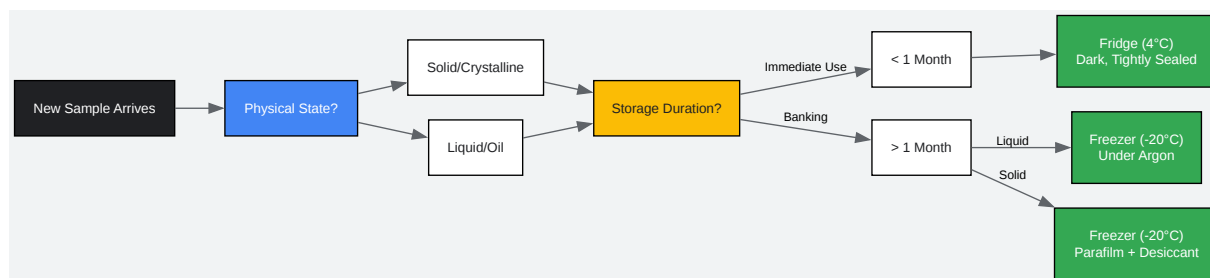 New Sample Arrives
Physical State?
Solid/Crystalline
Liquid/Oil
Storage Duration?
Immediate Use
Banking
< 1 Month
> 1 Month
Liquid
Solid
Fridge (4°C)
Dark, Tightly Sealed
Freezer (-20°C)
Under Argon
Freezer (-20°C)
Parafilm + Desiccant